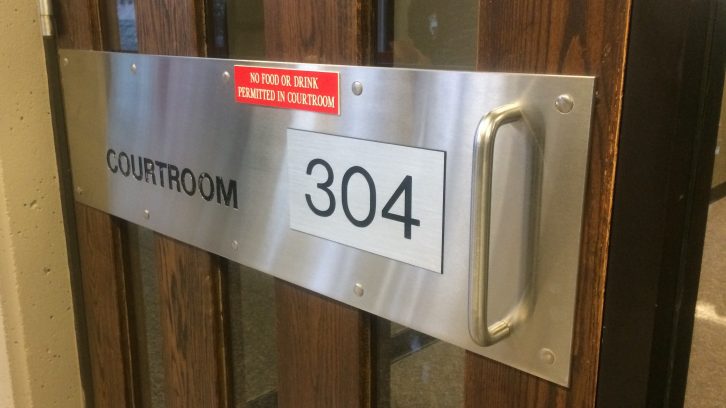 NO FOOD OR DRINK
PERMITTED IN COURTROOM
COURTROOM
304